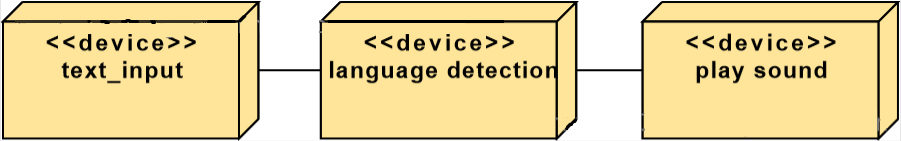 <<device>>
text_input
<<device>>
language detection
<<device>>
play sound